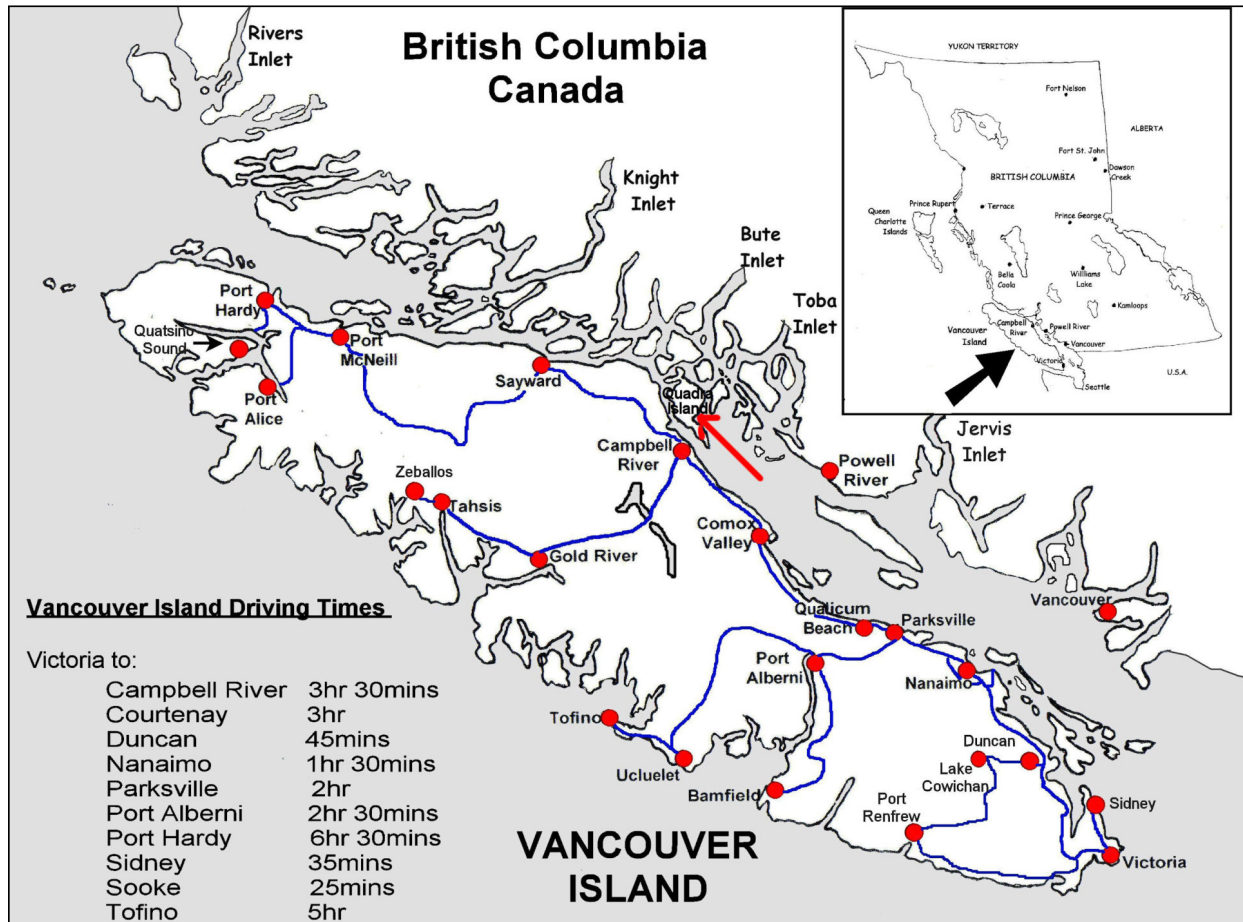 Rivers
Inlet
British Columbia
Canada
Knight
Inlet
Bute
Inlet
Toba
Inlet
Jervis
Inlet
YUKON TERRITORY
Fort Nelson
ALBERTA
Fort St. John
Dawson
Creek
BRITISH COLUMBIA
Prince Rupert
Terrace
Queen
Charlotte
Islands
Prince George
Bella
Coola
Williams
Lake
Kamloops
Campbell
River
Powell River
Vancouver
Island
Vancouver
Victoria
Seattle
U.S.A.
Port
Hardy
Quatsino
Sound
Port
McNeill
Port
Alice
Sayward
Quadra
Island
Campbell
River
Powell
River
Zeballos
Tahsis
Gold River
Comox
Valley
Qualicum
Beach
Parksville
Vancouver
Port
Alberni
Nanaimo
Tofino
Ucluelet
Bamfield
Duncan
Lake
Cowichan
Port
Renfrew
Sidney
Victoria
VANCOUVER
ISLAND
Vancouver Island Driving Times
Victoria to:
Campbell River 3hr 30mins
Courtenay 3hr
Duncan 45mins
Nanaimo 1hr 30mins
Parksville 2hr
Port Alberni 2hr 30mins
Port Hardy 6hr 30mins
Sidney 35mins
Sooke 25mins
Tofino 5hr